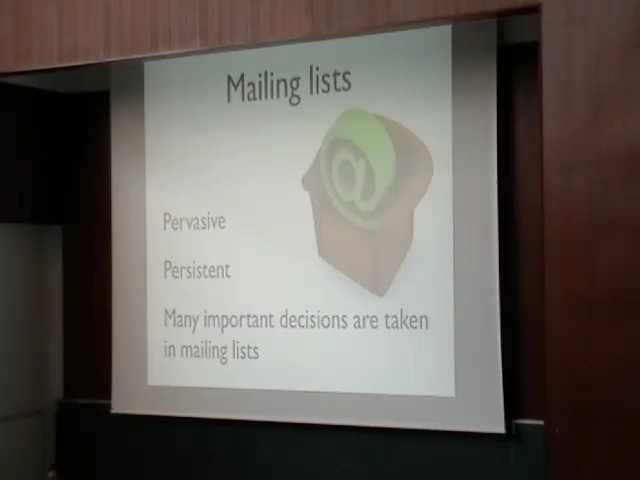 Mailing lists
@
Pervasive
Persistent
Many important decisions are taken
in mailing lists